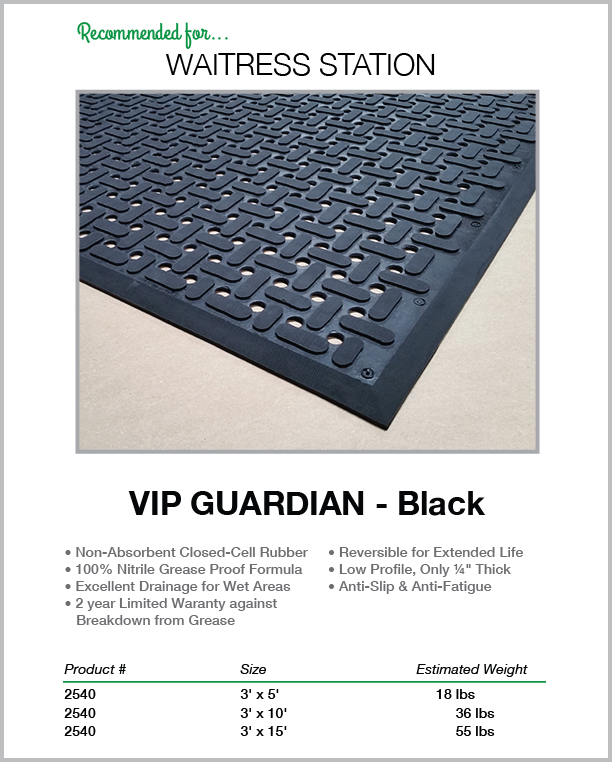 Recommended for...
WAITRESS STATION
VIP GUARDIAN - Black
• Non-Absorbent Closed-Cell Rubber
• 100% Nitrile Grease Proof Formula
• Excellent Drainage for Wet Areas
• 2 year Limited Waranty against
Breakdown from Grease
• Reversible for Extended Life
• Low Profile, Only ¼" Thick
• Anti-Slip & Anti-Fatigue
Product # Size Estimated Weight
2540 3' x 5' 18 lbs
2540 3' x 10' 36 lbs
2540 3' x 15' 55 lbs